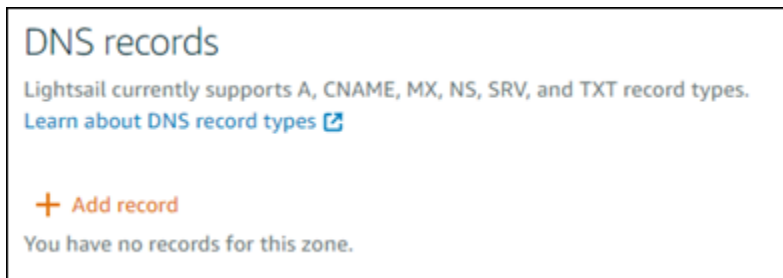 DNS records
Lightsail currently supports A, CNAME, MX, NS, SRV, and TXT record types.
Learn about DNS record types
+ Add record
You have no records for this zone.